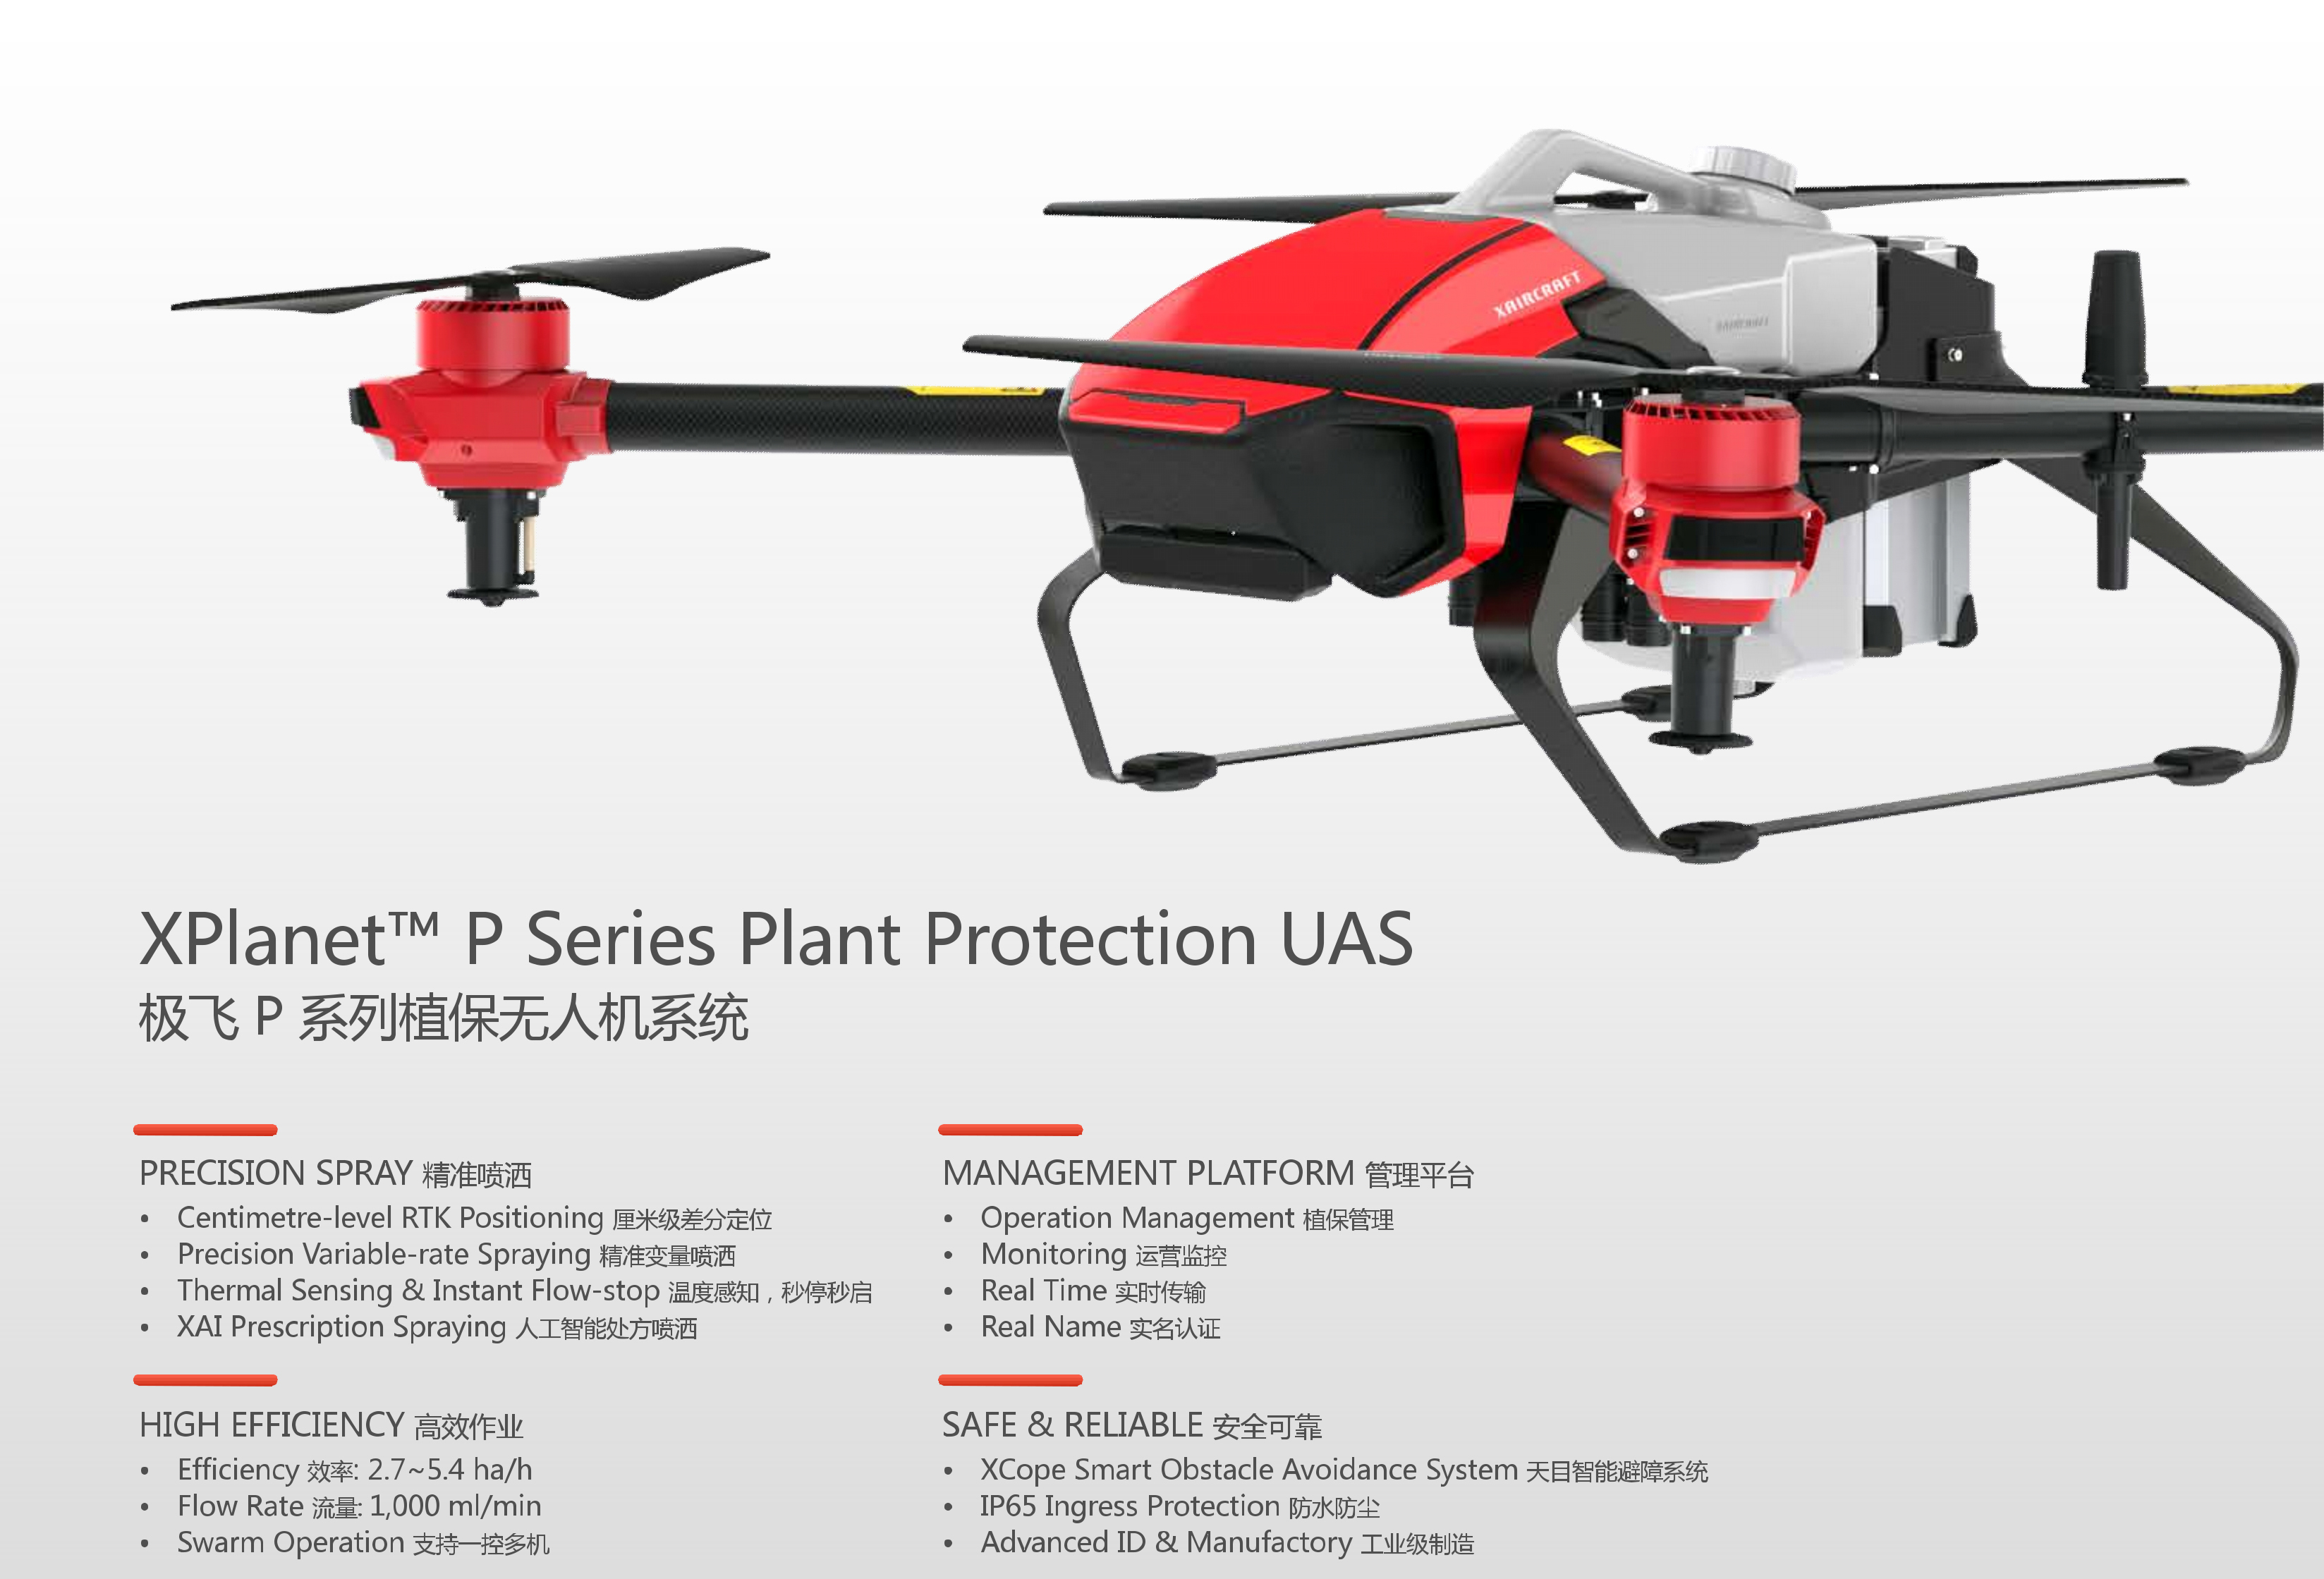 XAIRCRAFT
XPlanet™ P Series Plant Protection UAS
极飞 P 系列植保无人机系统
PRECISION SPRAY 精准喷洒
• Centimetre-level RTK Positioning 厘米级差分定位
• Precision Variable-rate Spraying 精准变量喷洒
• Thermal Sensing & Instant Flow-stop 温度感知，秒停秒启
• XAI Prescription Spraying 人工智能处方喷洒
HIGH EFFICIENCY 高效作业
• Efficiency 效率: 2.7~5.4 ha/h
• Flow Rate 流量: 1,000 ml/min
• Swarm Operation 支持一控多机
MANAGEMENT PLATFORM 管理平台
• Operation Management 植保管理
• Monitoring 运营监控
• Real Time 实时传输
• Real Name 实名认证
SAFE & RELIABLE 安全可靠
• XCope Smart Obstacle Avoidance System 天目智能避障系统
• IP65 Ingress Protection 防水防尘
• Advanced ID & Manufactory 工业级制造